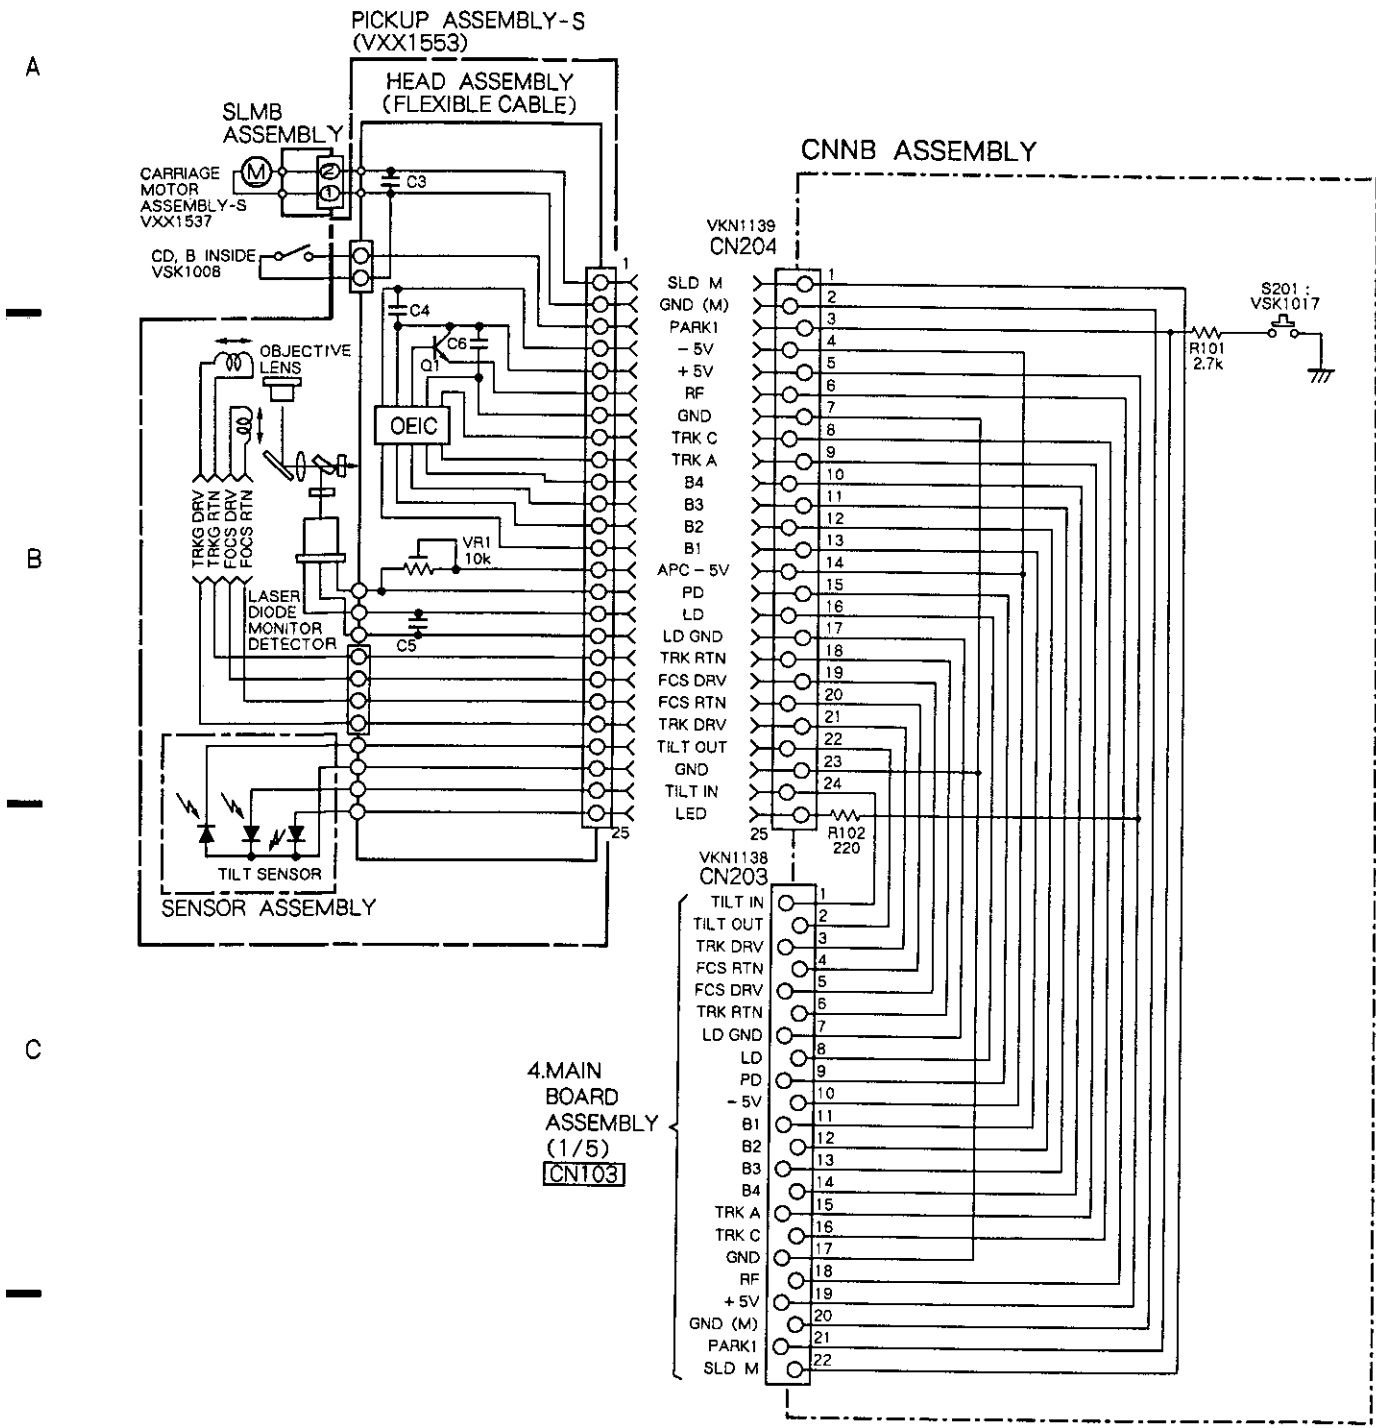 PICKUP ASSEMBLY-S
(VXX1553)
A
HEAD ASSEMBLY
(FLEXIBLE CABLE)
SLMB
ASSEMBLY
CNNB ASSEMBLY
CARRIAGE
MOTOR
ASSEMBLY-S
VXX1537
M
2
1
C3
CD, B INSIDE
VSK1008
VKN1139
CN204
1
SLD M
1
GND (M)
2
PARK1
3
- 5V
4
+ 5V
5
RF
6
GND
7
TRK C
8
TRK A
9
B4
10
B3
11
B2
12
B1
13
APC - 5V
14
PD
15
LD
16
LD GND
17
TRK RTN
18
FCS DRV
19
FCS RTN
20
TRK DRV
21
TILT OUT
22
GND
23
TILT IN
24
LED
25
25
S201 :
VSK1017
R101
2.7k
R102
220
C4
C6
Q1
OEIC
OBJECTIVE
LENS
VR1
10k
C5
TRKG DRV
TRKG RTN
FOCS DRV
FOCS RTN
B
LASER
DIODE
MONITOR
DETECTOR
TILT SENSOR
SENSOR ASSEMBLY
VKN1138
CN203
TILT IN 1
TILT OUT 2
TRK DRV 3
FCS RTN 4
FCS DRV 5
TRK RTN 6
LD GND 7
LD 8
PD 9
- 5V 10
B1 11
B2 12
B3 13
B4 14
TRK A 15
TRK C 16
GND 17
RF 18
+ 5V 19
GND (M) 20
PARK1 21
SLD M 22
C
4.MAIN
BOARD
ASSEMBLY
(1/5)
CN103